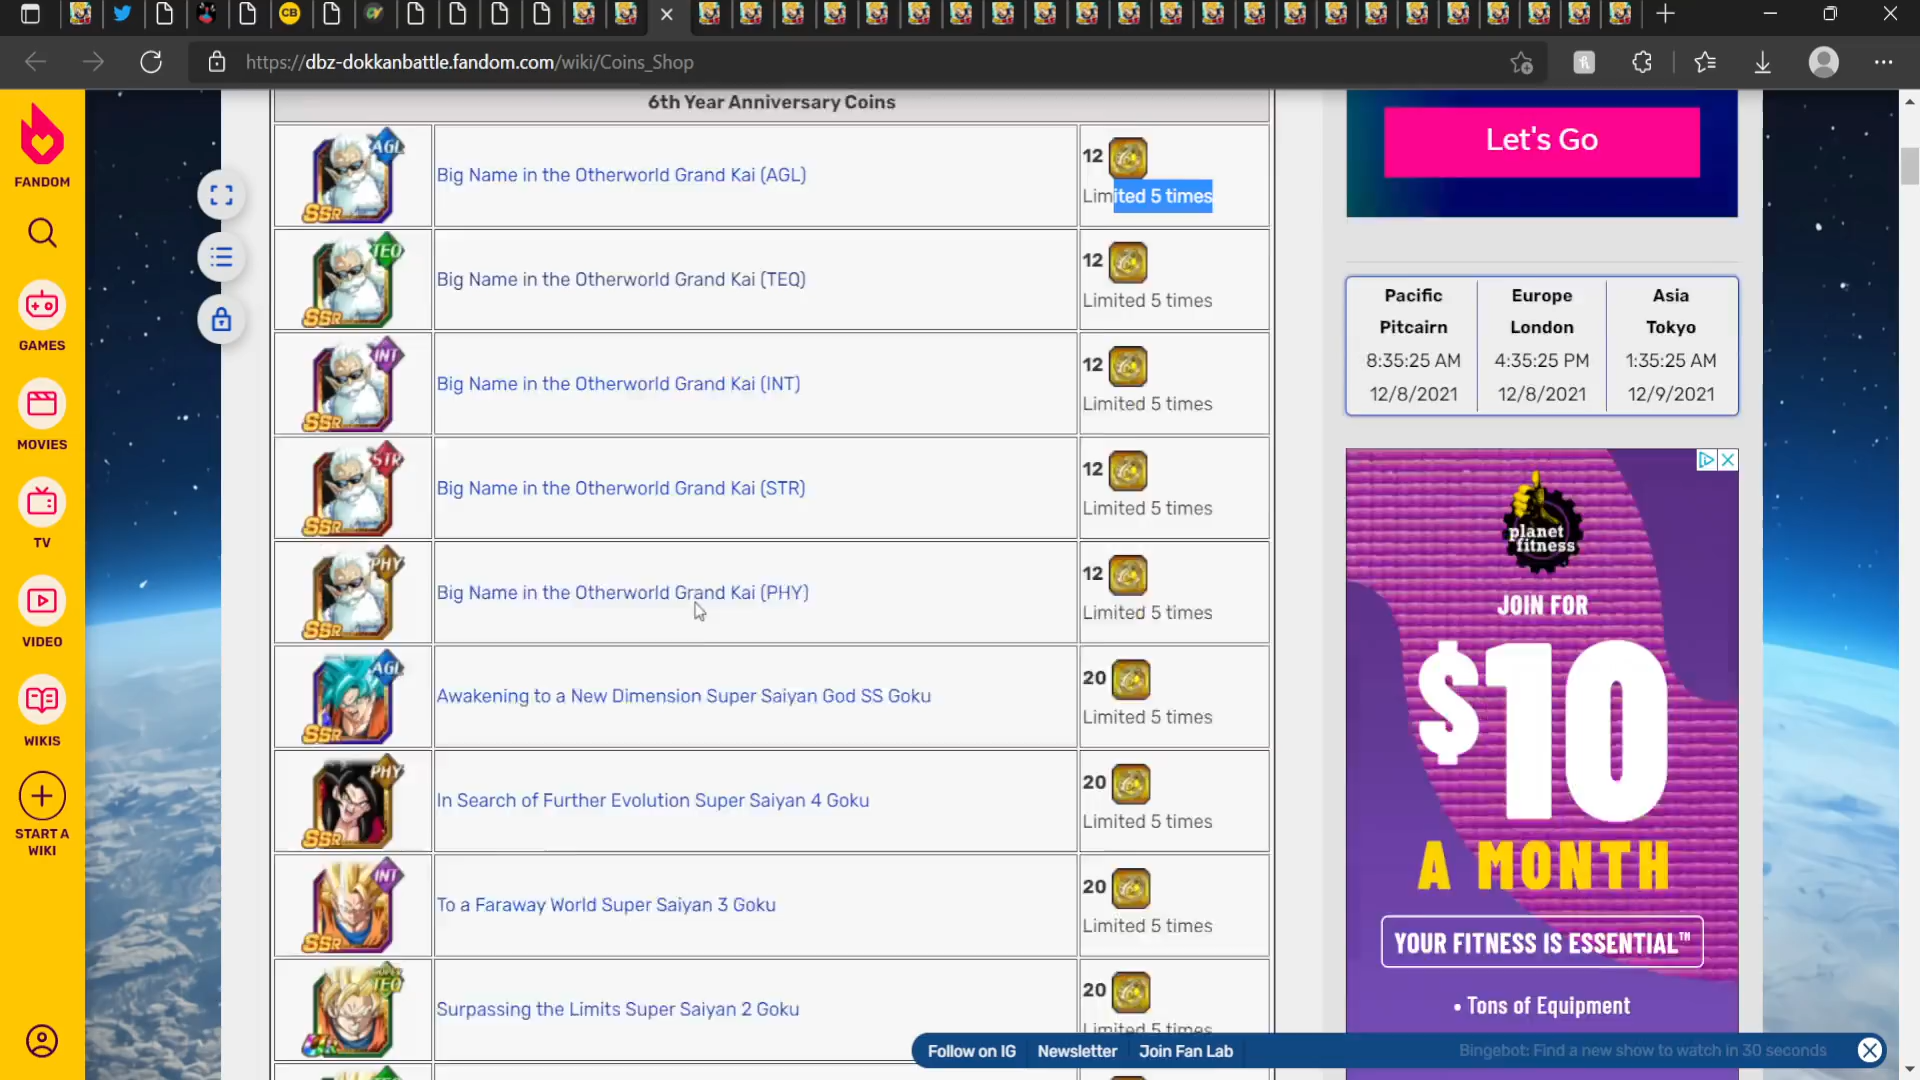 https://dbz-dokkanbattle.fandom.com/wiki/Coins_Shop
FANDOM
GAMES
MOVIES
TV
VIDEO
WIKIS
START A
WIKI
6th Year Anniversary Coins
AGL
SSR
Big Name in the Otherworld Grand Kai (AGL)
12
Limited 5 times
TEQ
SSR
Big Name in the Otherworld Grand Kai (TEQ)
12
Limited 5 times
INT
SSR
Big Name in the Otherworld Grand Kai (INT)
12
Limited 5 times
STR
SSR
Big Name in the Otherworld Grand Kai (STR)
12
Limited 5 times
PHY
SSR
Big Name in the Otherworld Grand Kai (PHY)
12
Limited 5 times
AGL
SSR
Awakening to a New Dimension Super Saiyan God SS Goku
20
Limited 5 times
PHY
SSR
In Search of Further Evolution Super Saiyan 4 Goku
20
Limited 5 times
INT
SSR
To a Faraway World Super Saiyan 3 Goku
20
Limited 5 times
SUPER
TEQ
UR
Surpassing the Limits Super Saiyan 2 Goku
20
Limited 5 times
Let's Go
Pacific Europe Asia
Pitcairn London Tokyo
8:35:25 AM 4:35:25 PM 1:35:25 AM
12/8/2021 12/8/2021 12/9/2021
planet
fitness
JOIN FOR
$10
A MONTH
YOUR FITNESS IS ESSENTIAL™
• Tons of Equipment
Follow on IG Newsletter Join Fan Lab
Bingebot: Find a new show to watch in 30 seconds